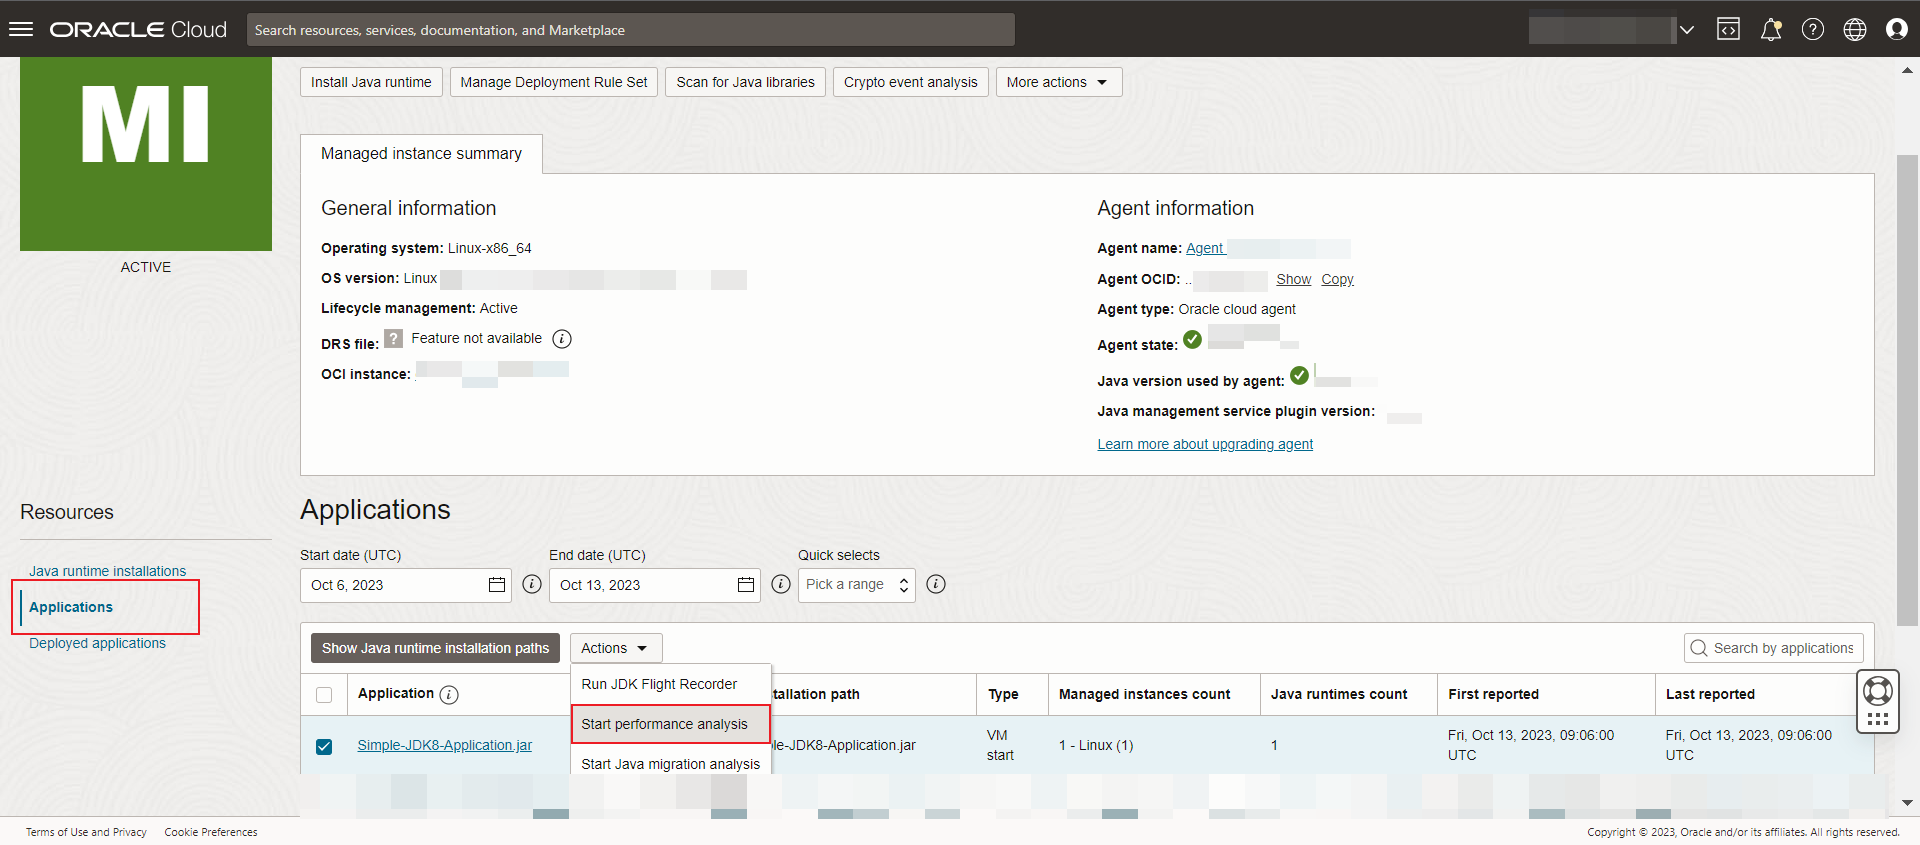 ORACLE Cloud
Search resources, services, documentation, and Marketplace
MI
ACTIVE
Install Java runtime
Manage Deployment Rule Set
Scan for Java libraries
Crypto event analysis
More actions
Managed instance summary
General information
Operating system: Linux-x86_64
OS version: Linux
Lifecycle management: Active
DRS file: ? Feature not available i
OCI instance:
Agent information
Agent name: Agent
Agent OCID: .. Show Copy
Agent type: Oracle cloud agent
Agent state:
Java version used by agent:
Java management service plugin version:
Learn more about upgrading agent
Resources
Java runtime installations
Applications
Deployed applications
Applications
Start date (UTC) End date (UTC) Quick selects
Oct 6, 2023 i Oct 13, 2023 i Pick a range i
Show Java runtime installation paths Actions Search by applications
Run JDK Flight Recorder
Start performance analysis
Start Java migration analysis
Application i tallation path Type Managed instances count Java runtimes count First reported Last reported
Simple-JDK8-Application.jar le-JDK8-Application.jar VM start 1 - Linux (1) 1 Fri, Oct 13, 2023, 09:06:00 UTC Fri, Oct 13, 2023, 09:06:00 UTC
Terms of Use and Privacy Cookie Preferences
Copyright © 2023, Oracle and/or its affiliates. All rights reserved.